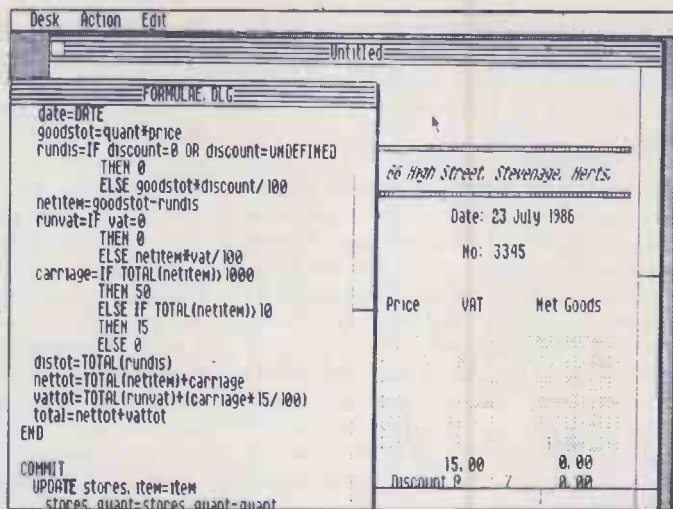 Desk Action Edit
Untitled
FORMULAE. DLG
date=DATE
goodstot=quant*price
rundis=IF discount=0 OR discount=UNDEFINED
THEN 0
ELSE goodstot*discount/100
netitem=goodstot-rundis
runvat=IF vat=0
THEN 0
ELSE netitem*vat/100
carriage=IF TOTAL(netitem)>1000
THEN 50
ELSE IF TOTAL(netitem)>10
THEN 15
ELSE 0
distot=TOTAL(rundis)
nettot=TOTAL(netitem)+carriage
vattot=TOTAL(runvat)+(carriage*15/100)
total=nettot+vattot
END
COMMIT
UPDATE stores. item=item
stores. quant=stores. quant-quant
66 High Street, Stevenage, Herts.
Date: 23 July 1986
No: 3345
Price VAT Net Goods
15.00 0.00
Discount 0.00